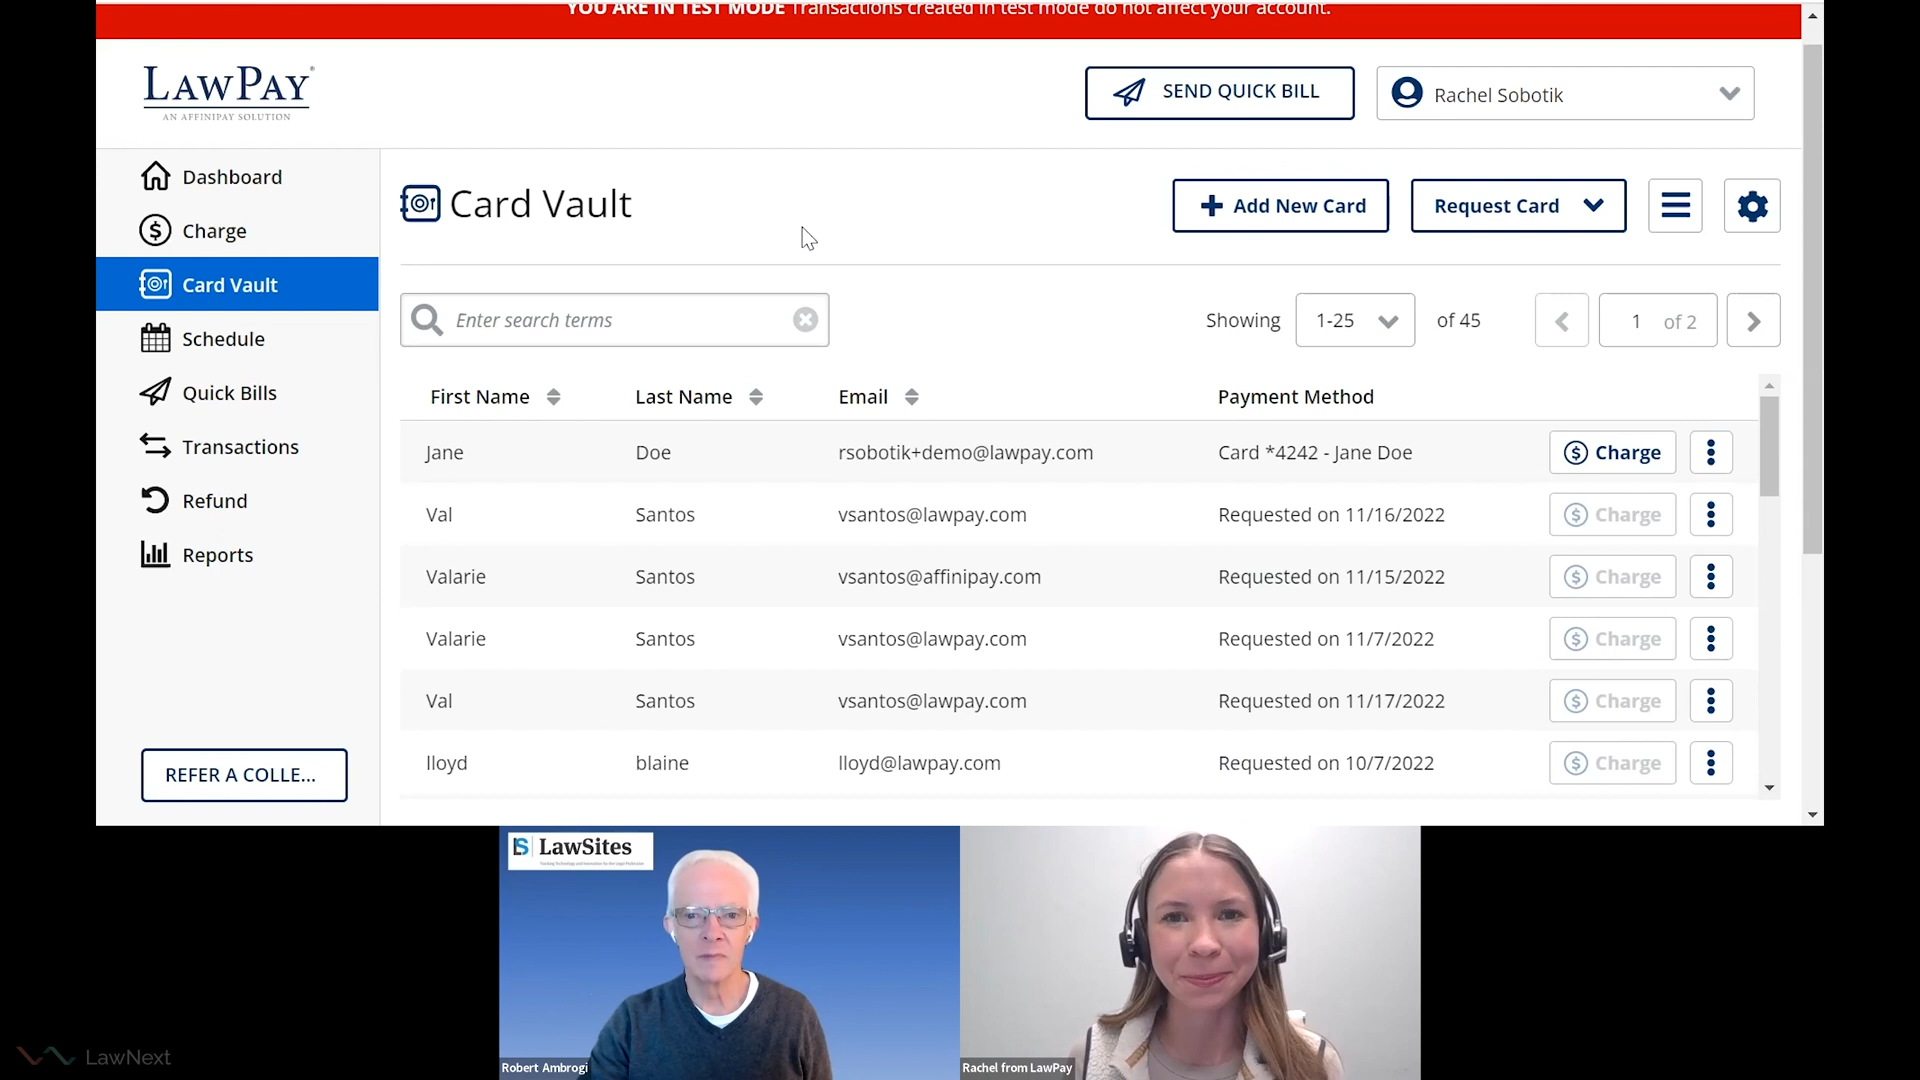 YOU ARE IN TEST MODE Transactions created in test mode do not affect your account.
LAWPAY
AN AFFINIPAY SOLUTION
SEND QUICK BILL
Rachel Sobotik
Dashboard
Charge
Card Vault
Schedule
Quick Bills
Transactions
Refund
Reports
REFER A COLLE...
Card Vault
Add New Card
Request Card
Enter search terms
Showing 1-25 of 45
1 of 2
First Name Last Name Email Payment Method
Jane Doe rsobotik+demo@lawpay.com Card *4242 - Jane Doe Charge
Val Santos vsantos@lawpay.com Requested on 11/16/2022 Charge
Valarie Santos vsantos@affinipay.com Requested on 11/15/2022 Charge
Valarie Santos vsantos@lawpay.com Requested on 11/7/2022 Charge
Val Santos vsantos@lawpay.com Requested on 11/17/2022 Charge
lloyd blaine lloyd@lawpay.com Requested on 10/7/2022 Charge
LS LawSites
Robert Ambrogi
Rachel from LawPay
LawNext